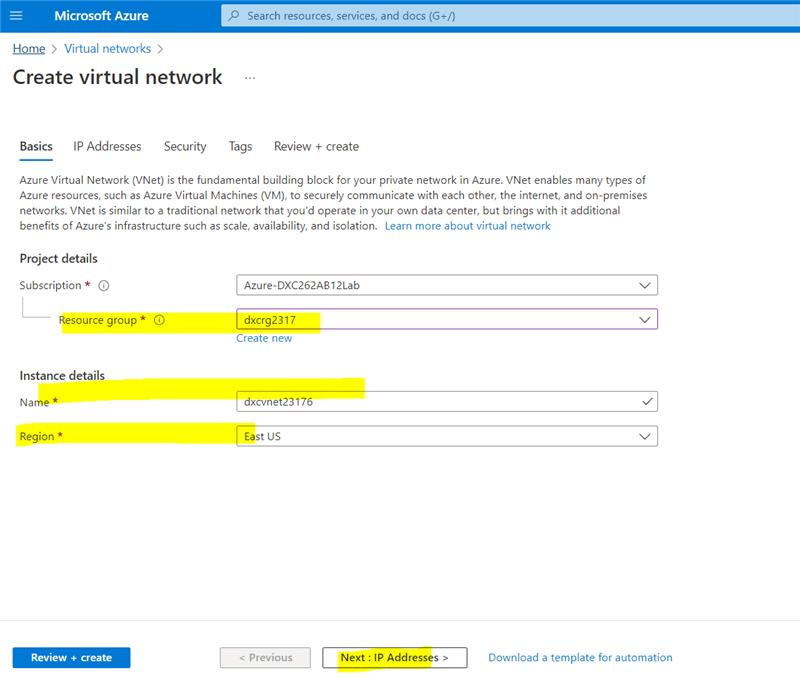 Microsoft Azure
Search resources, services, and docs (G+/)
Home > Virtual networks >
Create virtual network ...
Basics IP Addresses Security Tags Review + create
Azure Virtual Network (VNet) is the fundamental building block for your private network in Azure. VNet enables many types of
Azure resources, such as Azure Virtual Machines (VM), to securely communicate with each other, the internet, and on-premises
networks. VNet is similar to a traditional network that you'd operate in your own data center, but brings with it additional
benefits of Azure's infrastructure such as scale, availability, and isolation. Learn more about virtual network
Project details
Subscription * Azure-DXC262AB12Lab
Resource group * dxcrg2317
Create new
Instance details
Name * dxcvnet23176
Region * East US
Review + create < Previous Next : IP Addresses > Download a template for automation